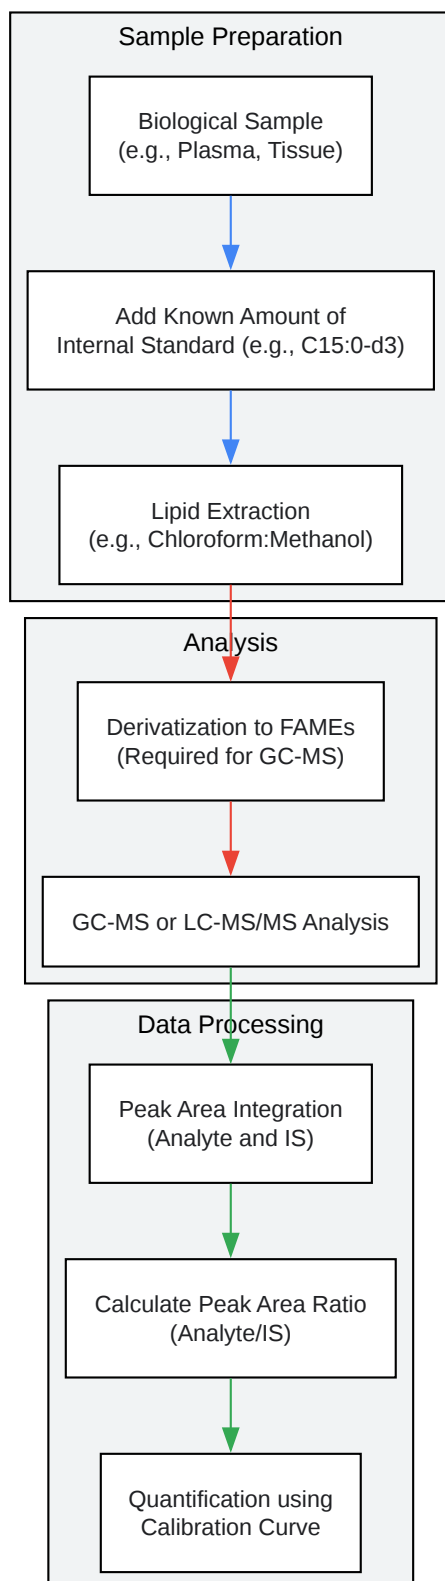 Sample Preparation
Biological Sample
(e.g., Plasma, Tissue)
Add Known Amount of
Internal Standard (e.g., C15:0-d3)
Lipid Extraction
(e.g., Chloroform:Methanol)
Analysis
Derivatization to FAMEs
(Required for GC-MS)
GC-MS or LC-MS/MS Analysis
Data Processing
Peak Area Integration
(Analyte and IS)
Calculate Peak Area Ratio
(Analyte/IS)
Quantification using
Calibration Curve